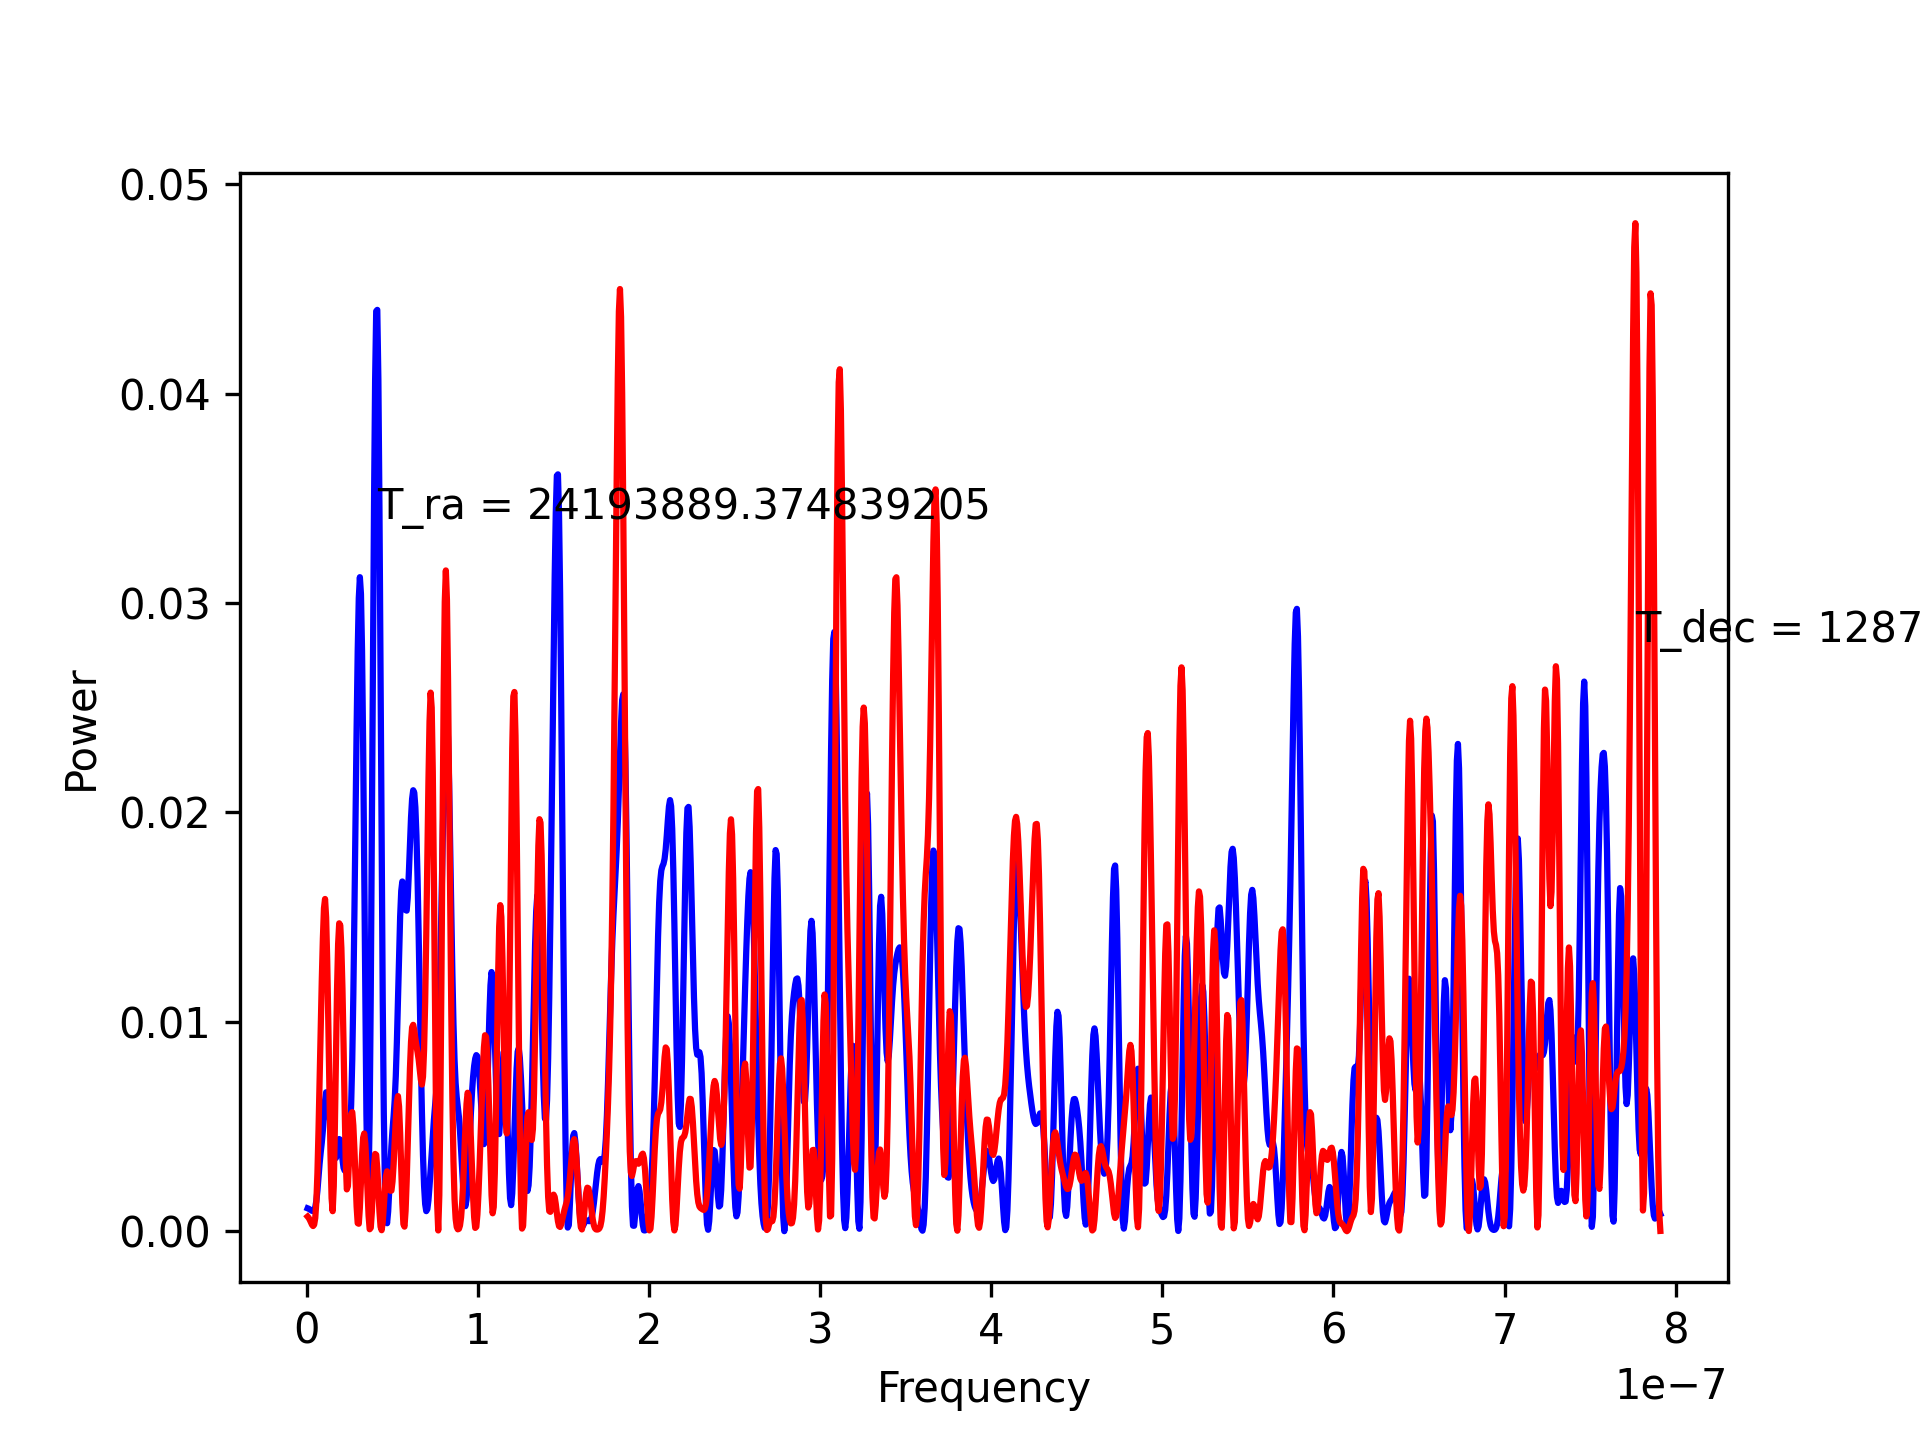 0.05
0.04
T_ra = 24193889.374839205
0.03
T_dec = 1287
Power
0.02
0.01
0.00
0 1 2 3 4 5 6 7 8
Frequency
1e−7